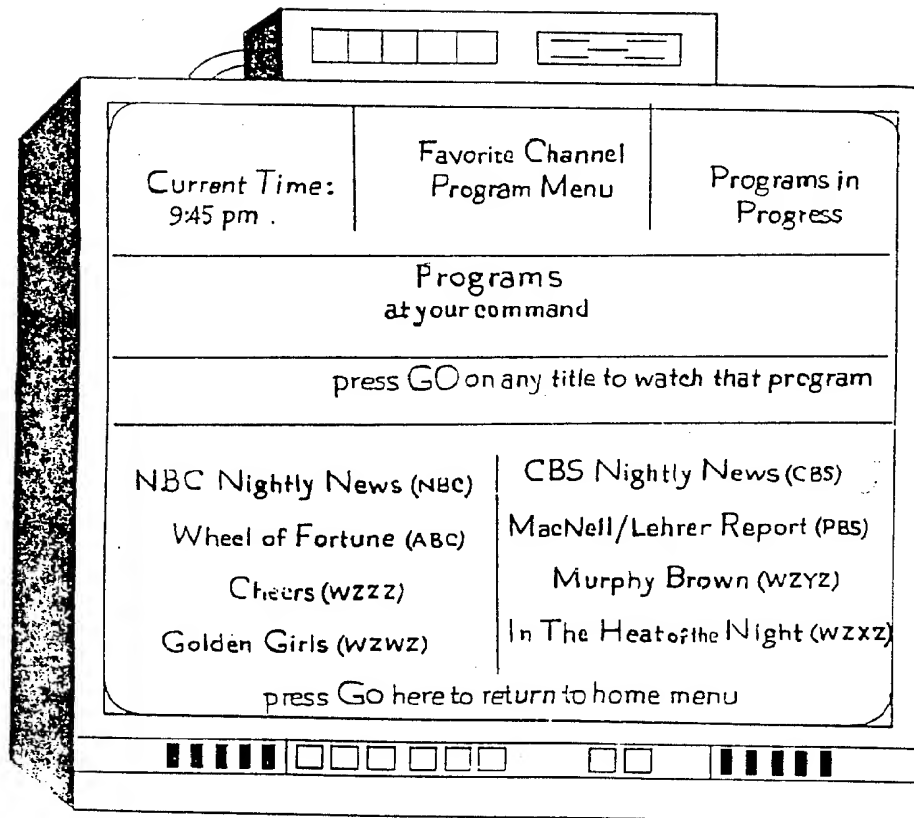 Current Time:
9:45 pm .
Favorite Channel
Program Menu
Programs in
Progress
Programs
at your command
press GO on any title to watch that program
NBC Nightly News (NBC)
Wheel of Fortune (ABC)
Cheers (WZZZ)
Golden Girls (WZWZ)
CBS Nightly News (CBS)
MacNell/Lehrer Report (PBS)
Murphy Brown (WZYZ)
In The Heat of the Night (WZXZ)
press Go here to return to home menu